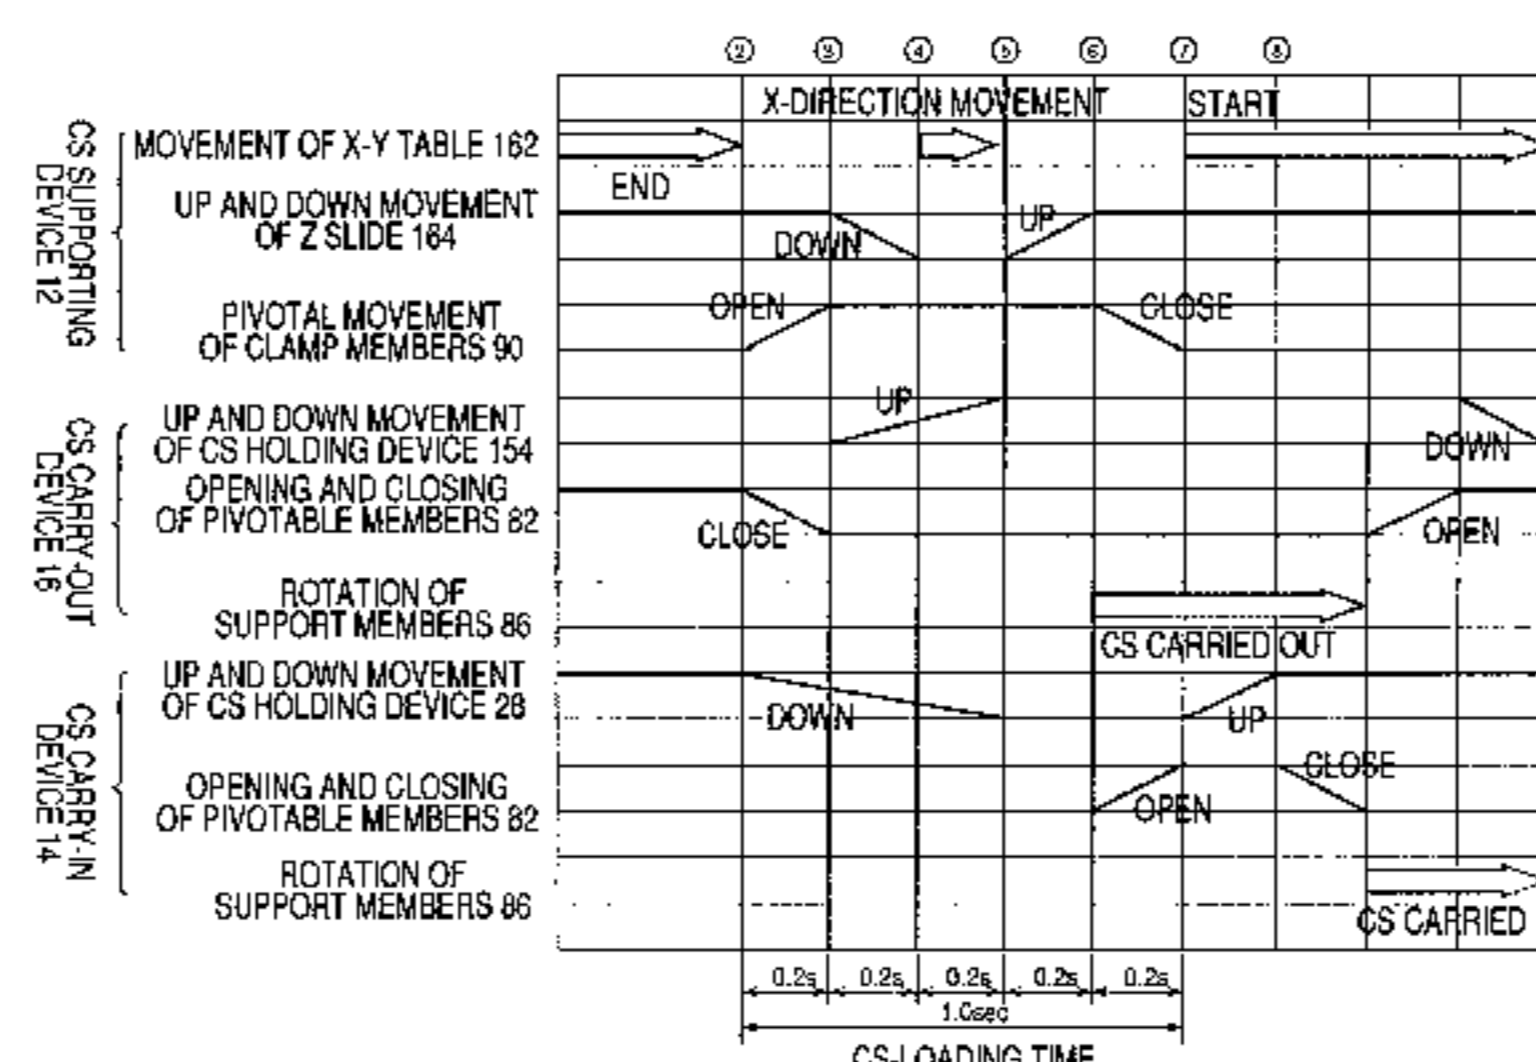 ② ③ ④ ⑤ ⑥ ⑦ ⑧
X-DIRECTION MOVEMENT START
CS SUPPORTING
DEVICE 12
MOVEMENT OF X-Y TABLE 162
END
UP AND DOWN MOVEMENT
OF Z SLIDE 164
DOWN
UP
PIVOTAL MOVEMENT
OF CLAMP MEMBERS 90
OPEN
CLOSE
CS CARRY-OUT
DEVICE 16
UP AND DOWN MOVEMENT
OF CS HOLDING DEVICE 154
UP
DOWN
OPENING AND CLOSING
OF PIVOTABLE MEMBERS 82
CLOSE
OPEN
ROTATION OF
SUPPORT MEMBERS 86
CS CARRIED OUT
CS CARRY-IN
DEVICE 14
UP AND DOWN MOVEMENT
OF CS HOLDING DEVICE 28
DOWN
UP
OPENING AND CLOSING
OF PIVOTABLE MEMBERS 82
OPEN
CLOSE
ROTATION OF
SUPPORT MEMBERS 86
CS CARRIED
0.2s 0.2s 0.2s 0.2s 0.2s
1.0sec
CS-LOADING TIME